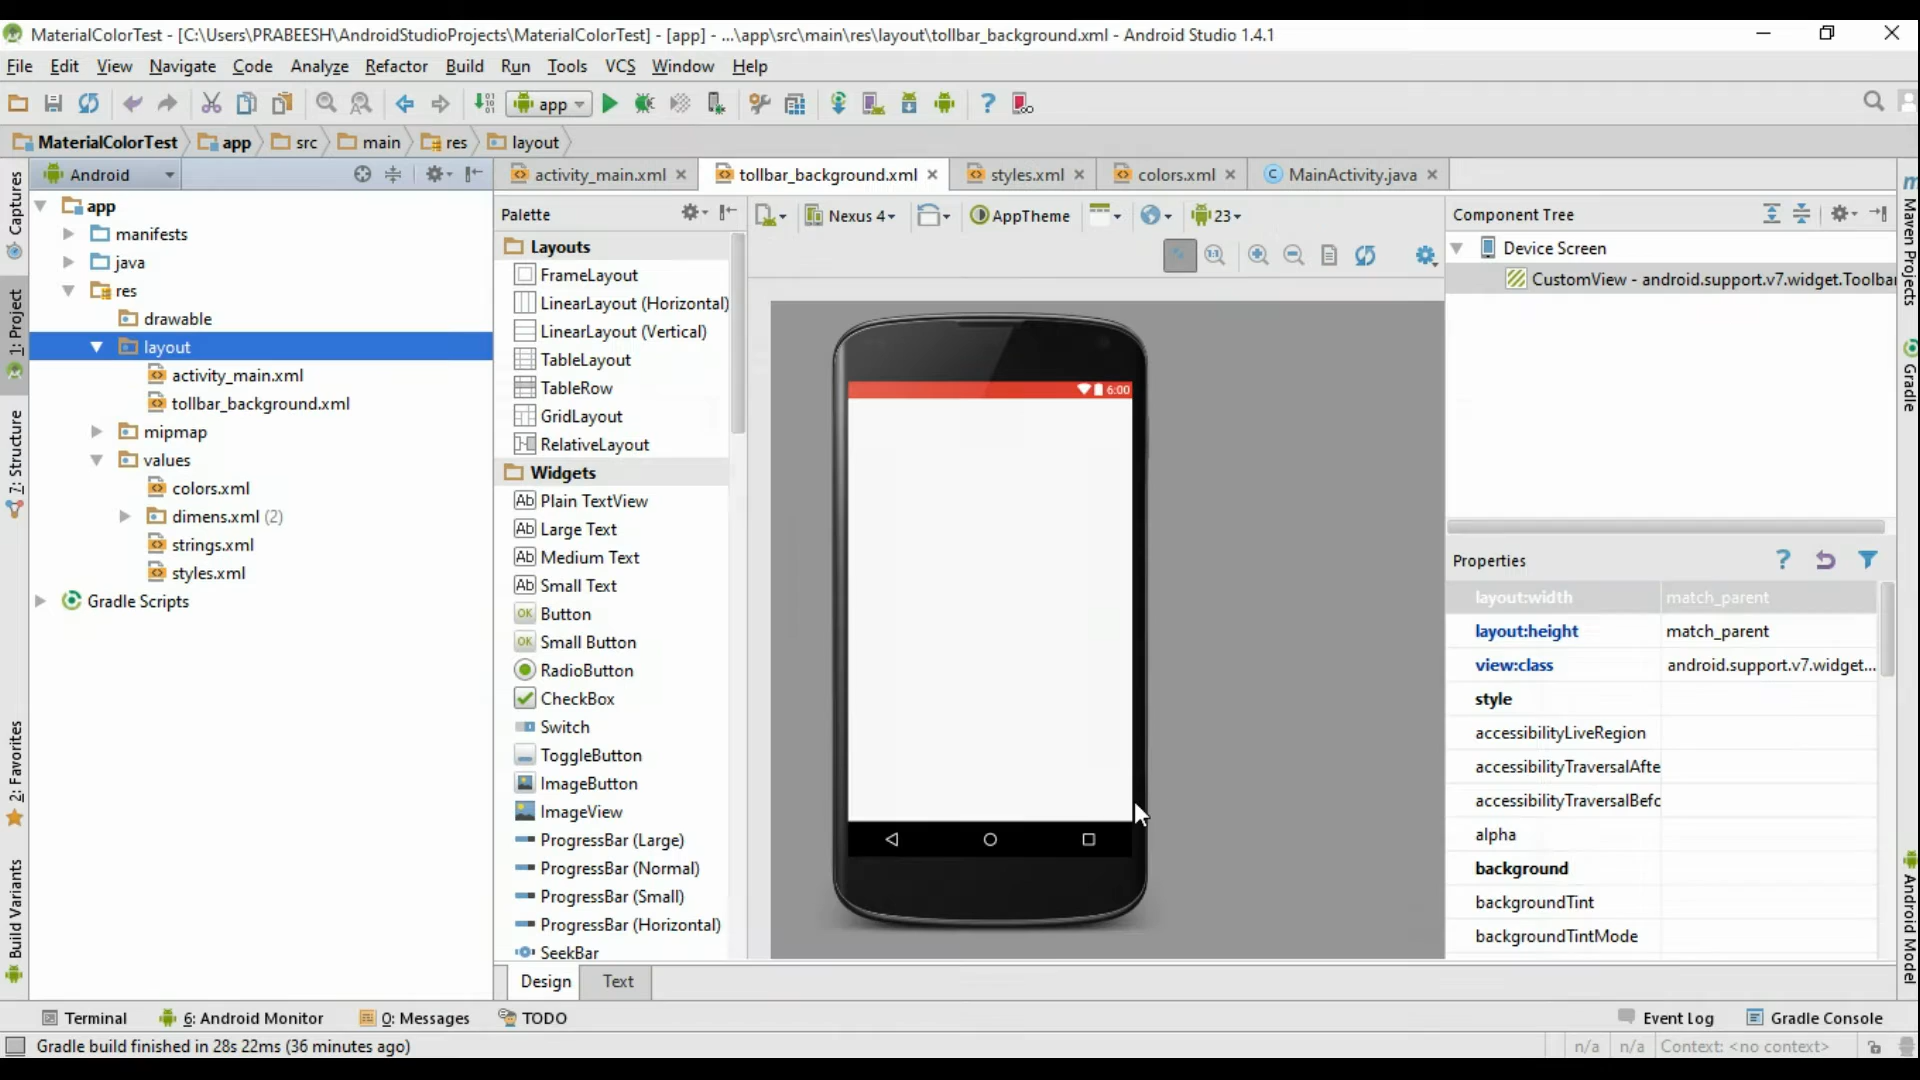 MaterialColorTest - [C:\Users\PRABEESH\AndroidStudioProjects\MaterialColorTest] - [app] - ...\app\src\main\res\layout\tollbar_background.xml - Android Studio 1.4.1
File Edit View Navigate Code Analyze Refactor Build Run Tools VCS Window Help
app
MaterialColorTest app src main res layout
Android
activity_main.xml tollbar_background.xml styles.xml colors.xml MainActivity.java
Captures
1: Project
7: Structure
2: Favorites
Build Variants
app
manifests
java
res
drawable
layout
activity_main.xml
tollbar_background.xml
mipmap
values
colors.xml
dimens.xml (2)
strings.xml
styles.xml
Gradle Scripts
Palette
Layouts
FrameLayout
LinearLayout (Horizontal)
LinearLayout (Vertical)
TableLayout
TableRow
GridLayout
RelativeLayout
Widgets
Ab Plain TextView
Ab Large Text
Ab Medium Text
Ab Small Text
OK Button
OK Small Button
RadioButton
CheckBox
Switch
ToggleButton
ImageButton
ImageView
ProgressBar (Large)
ProgressBar (Normal)
ProgressBar (Small)
ProgressBar (Horizontal)
SeekBar
Nexus 4 AppTheme 23
6:00
Design Text
Component Tree
Device Screen
CustomView - android.support.v7.widget.Toolbar
Properties
layout:width match_parent
layout:height match_parent
view:class android.support.v7.widget...
style
accessibilityLiveRegion
accessibilityTraversalAfte
accessibilityTraversalBefo
alpha
background
backgroundTint
backgroundTintMode
Maven Projects
Gradle
Android Model
Terminal 6: Android Monitor 0: Messages TODO Event Log Gradle Console
Gradle build finished in 28s 22ms (36 minutes ago) n/a n/a Context: <no context>